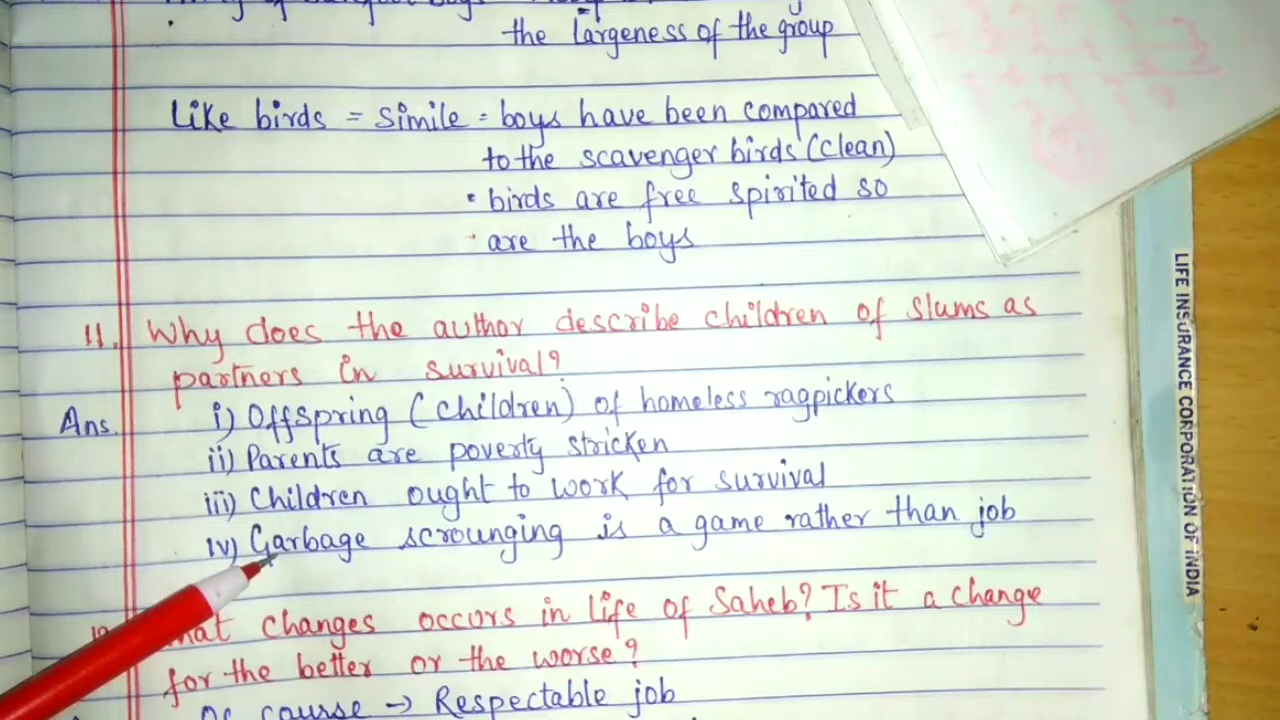 the largeness of the group
Like birds = Simile = boys have been compared
to the scavenger birds (clean)
• birds are free spirited so
are the boys
11. Why does the author describe children of slums as
partners in survival?
Ans. i) Offspring (children) of homeless ragpickers
ii) Parents are poverty stricken
iii) Children ought to work for survival
iv) Garbage scrounging is a game rather than job
changes occurs in life of Saheb? Is it a change
for the better or the worse?
Of course → Respectable job
LIFE INSURANCE CORPORATION OF INDIA